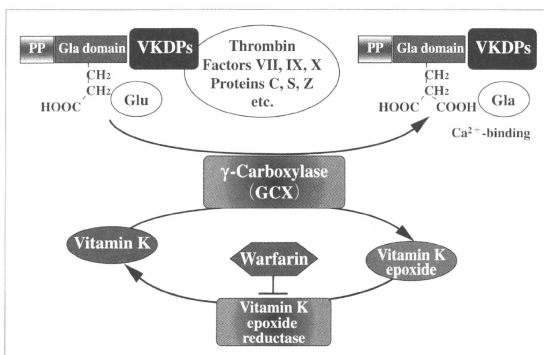 PP Gla domain VKDPs
CH2
CH2
HOOC
Glu
Thrombin
Factors VII, IX, X
Proteins C, S, Z
etc.
PP Gla domain VKDPs
CH2
CH2
HOOC COOH
Gla
Ca2+-binding
γ-Carboxylase
(GCX)
Vitamin K
Warfarin
Vitamin K
epoxide
Vitamin K
epoxide
reductase